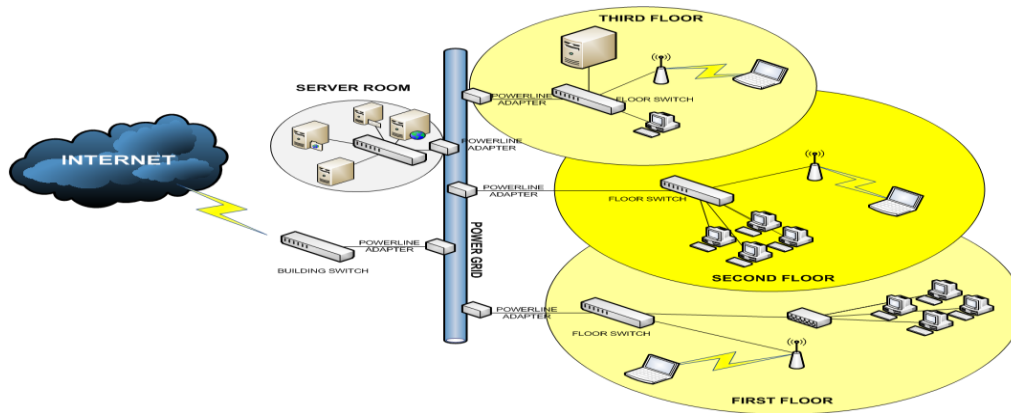 THIRD FLOOR
SERVER ROOM
POWERLINE
ADAPTER
FLOOR SWITCH
POWERLINE
ADAPTER
INTERNET
POWERLINE
ADAPTER
FLOOR SWITCH
POWERLINE
ADAPTER
BUILDING SWITCH
POWER GRID
SECOND FLOOR
POWERLINE
ADAPTER
FLOOR SWITCH
FIRST FLOOR